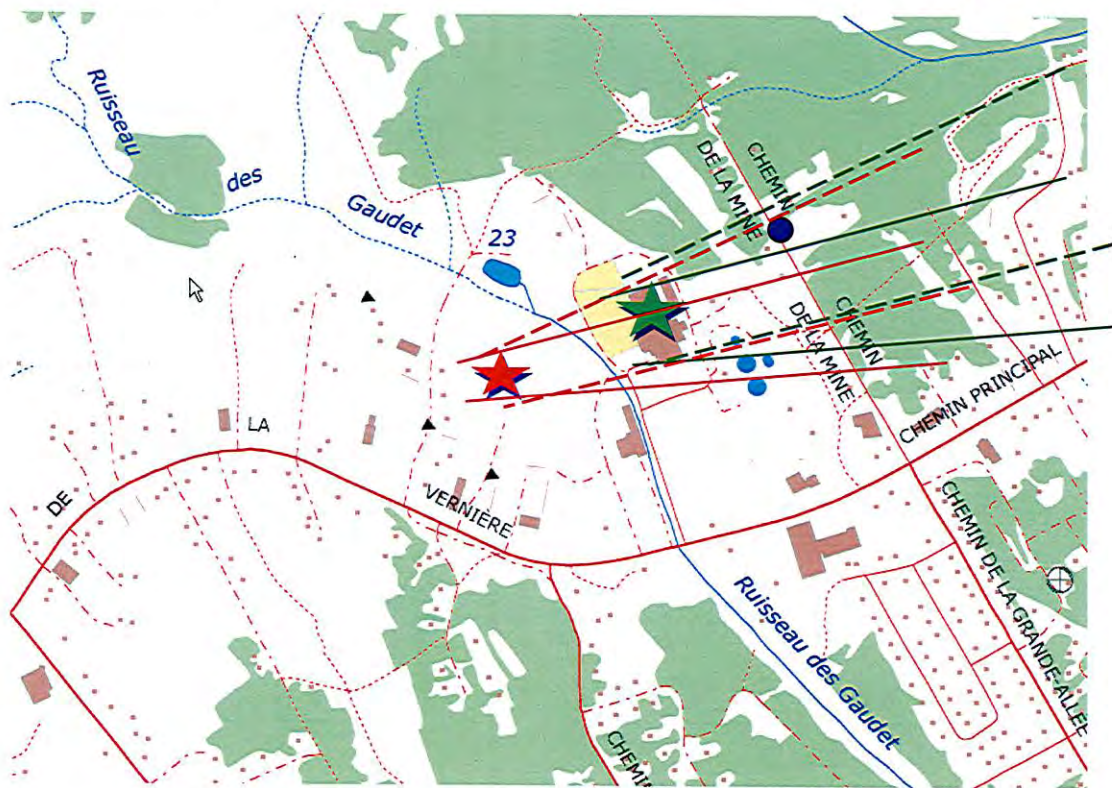 Ruisseau
des
Gaudet
23
CHEMIN
DE LA MINE
CHEMIN
DE LA MINE
CHEMIN PRINCIPAL
DE
LA
VERNIÈRE
CHEMIN DE LA GRANDE-ALLÉE
Ruisseau des Gaudet
CHEMIN